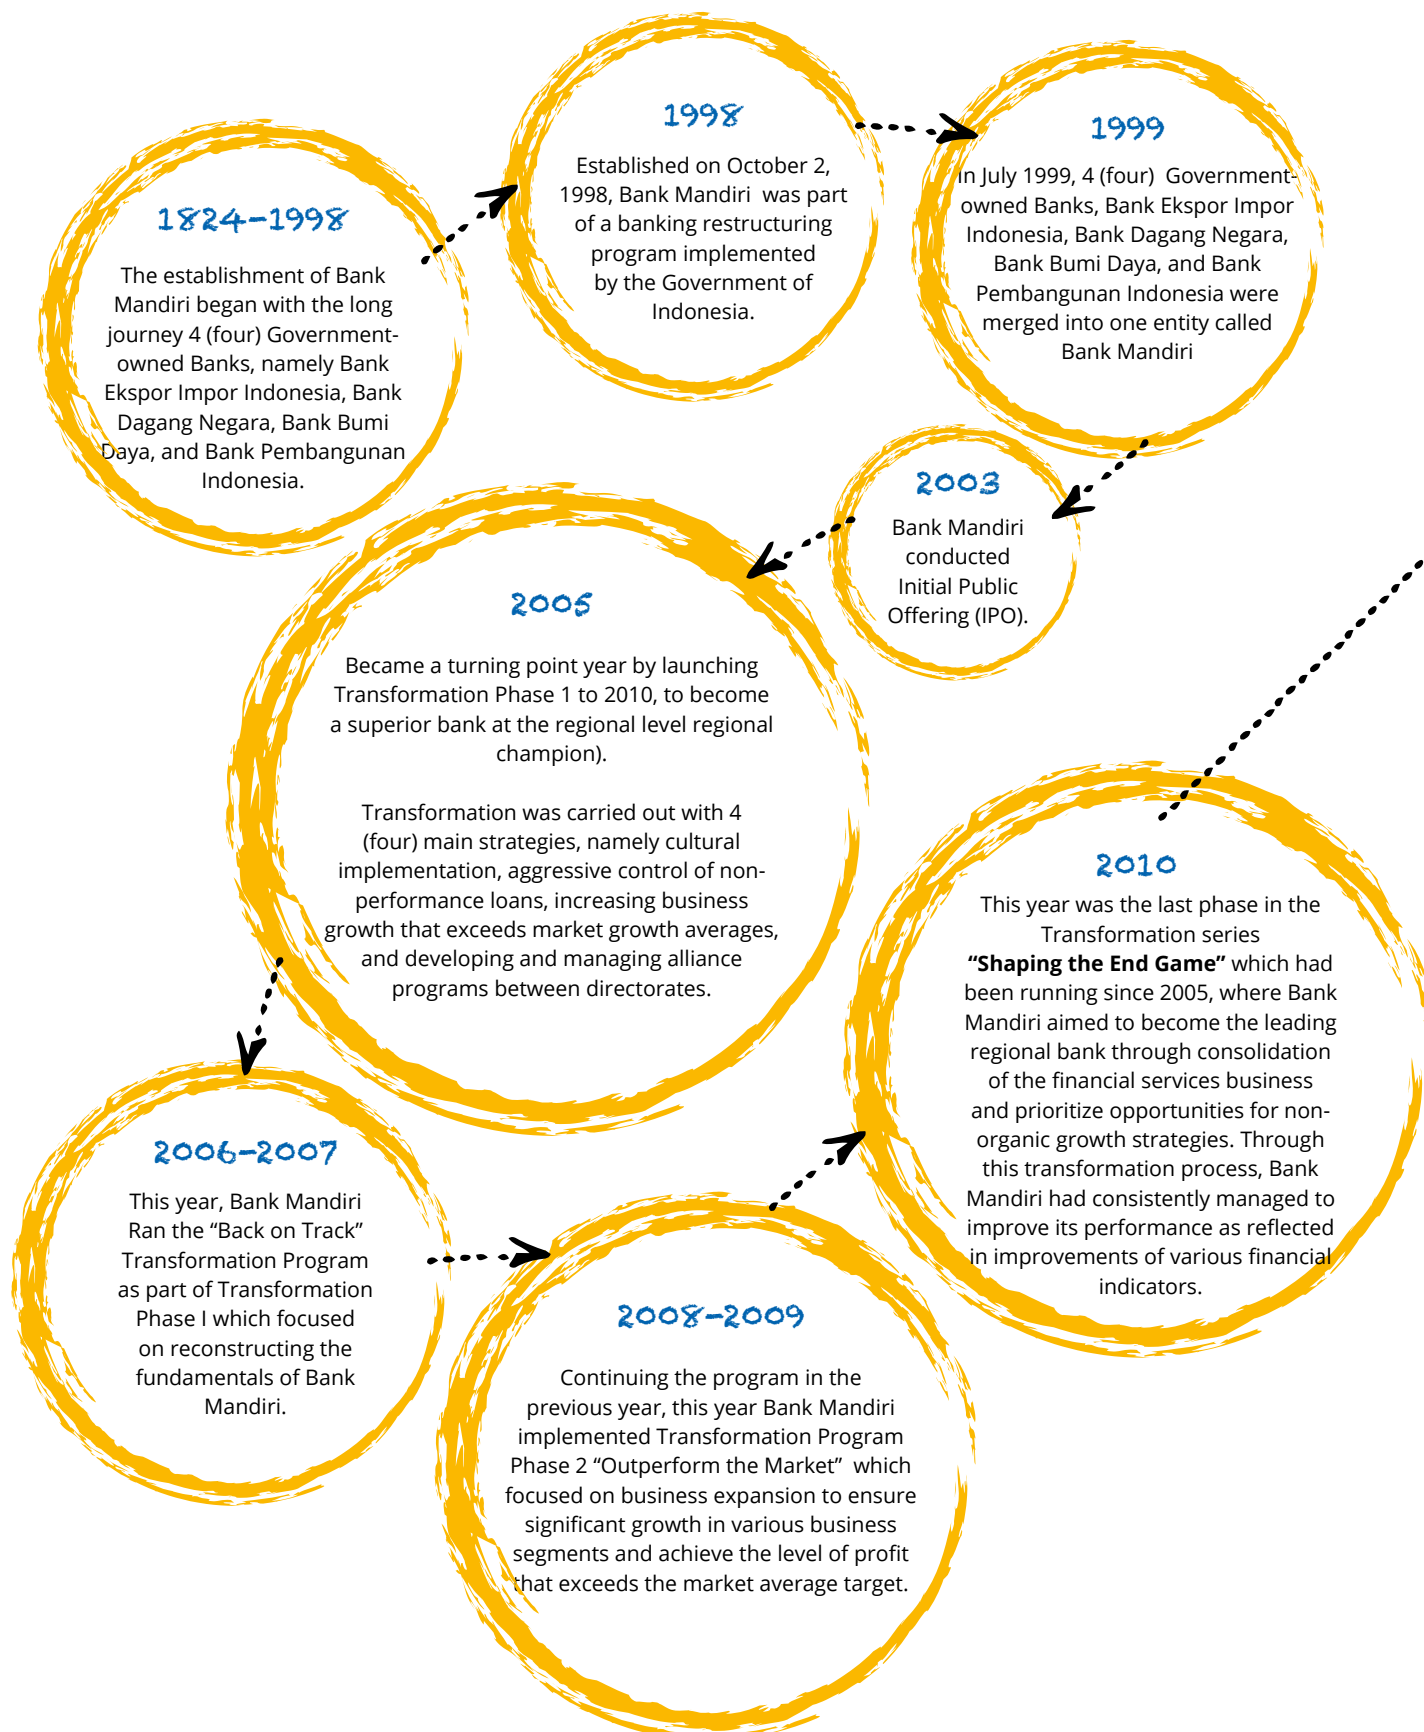 1824-1998
The establishment of Bank
Mandiri began with the long
journey 4 (four) Government-
owned Banks, namely Bank
Ekspor Impor Indonesia, Bank
Dagang Negara, Bank Bumi
Daya, and Bank Pembangunan
Indonesia.
1998
Established on October 2,
1998, Bank Mandiri was part
of a banking restructuring
program implemented
by the Government of
Indonesia.
1999
In July 1999, 4 (four) Government-
owned Banks, Bank Ekspor Impor
Indonesia, Bank Dagang Negara,
Bank Bumi Daya, and Bank
Pembangunan Indonesia were
merged into one entity called
Bank Mandiri
2003
Bank Mandiri
conducted
Initial Public
Offering (IPO).
2005
Became a turning point year by launching
Transformation Phase 1 to 2010, to become
a superior bank at the regional level regional
champion).
Transformation was carried out with 4
(four) main strategies, namely cultural
implementation, aggressive control of non-
performance loans, increasing business
growth that exceeds market growth averages,
and developing and managing alliance
programs between directorates.
2006-2007
This year, Bank Mandiri
Ran the “Back on Track”
Transformation Program
as part of Transformation
Phase I which focused
on reconstructing the
fundamentals of Bank
Mandiri.
2008-2009
Continuing the program in the
previous year, this year Bank Mandiri
implemented Transformation Program
Phase 2 “Outperform the Market” which
focused on business expansion to ensure
significant growth in various business
segments and achieve the level of profit
that exceeds the market average target.
2010
This year was the last phase in the
Transformation series
“Shaping the End Game” which had
been running since 2005, where Bank
Mandiri aimed to become the leading
regional bank through consolidation
of the financial services business
and prioritize opportunities for non-
organic growth strategies. Through
this transformation process, Bank
Mandiri had consistently managed to
improve its performance as reflected
in improvements of various financial
indicators.